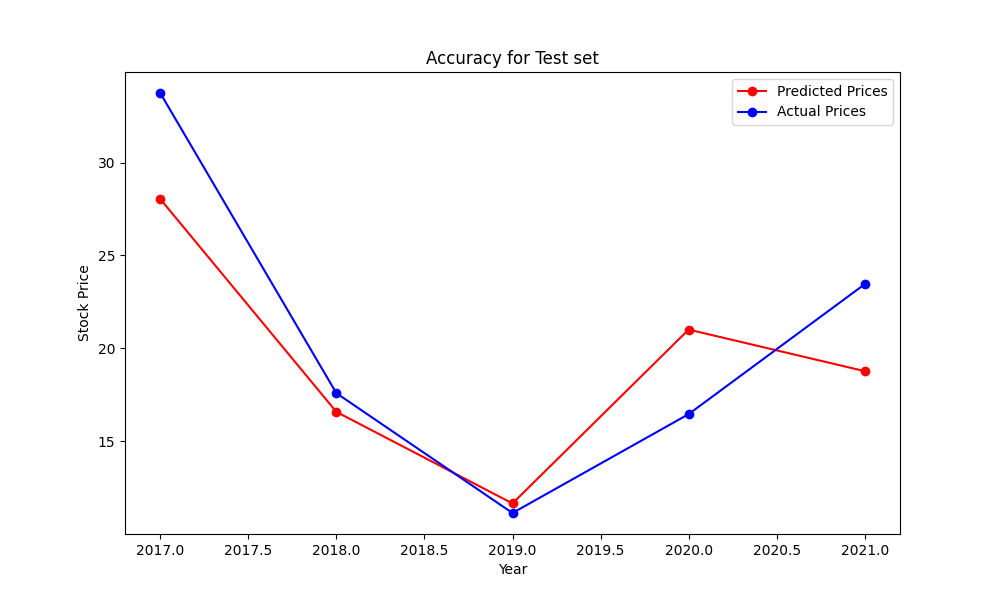 Accuracy for Test set
Predicted Prices
Actual Prices
30
25
20
15
Stock Price
2017.0 2017.5 2018.0 2018.5 2019.0 2019.5 2020.0 2020.5 2021.0
Year